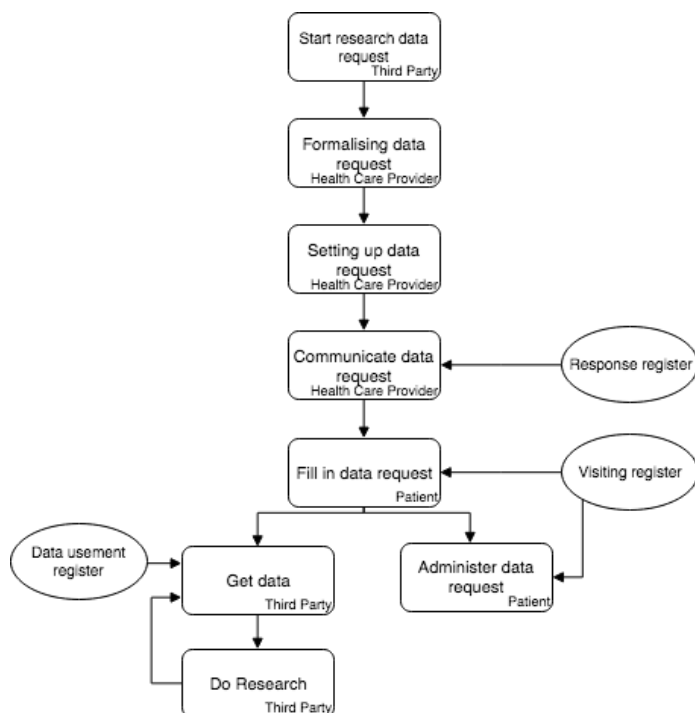 Start research data
request
Third Party
Formalising data
request
Health Care Provider
Setting up data
request
Health Care Provider
Communicate data
request
Health Care Provider
Response register
Fill in data request
Patient
Visiting register
Data usement
register
Get data
Third Party
Administer data
request
Patient
Do Research
Third Party